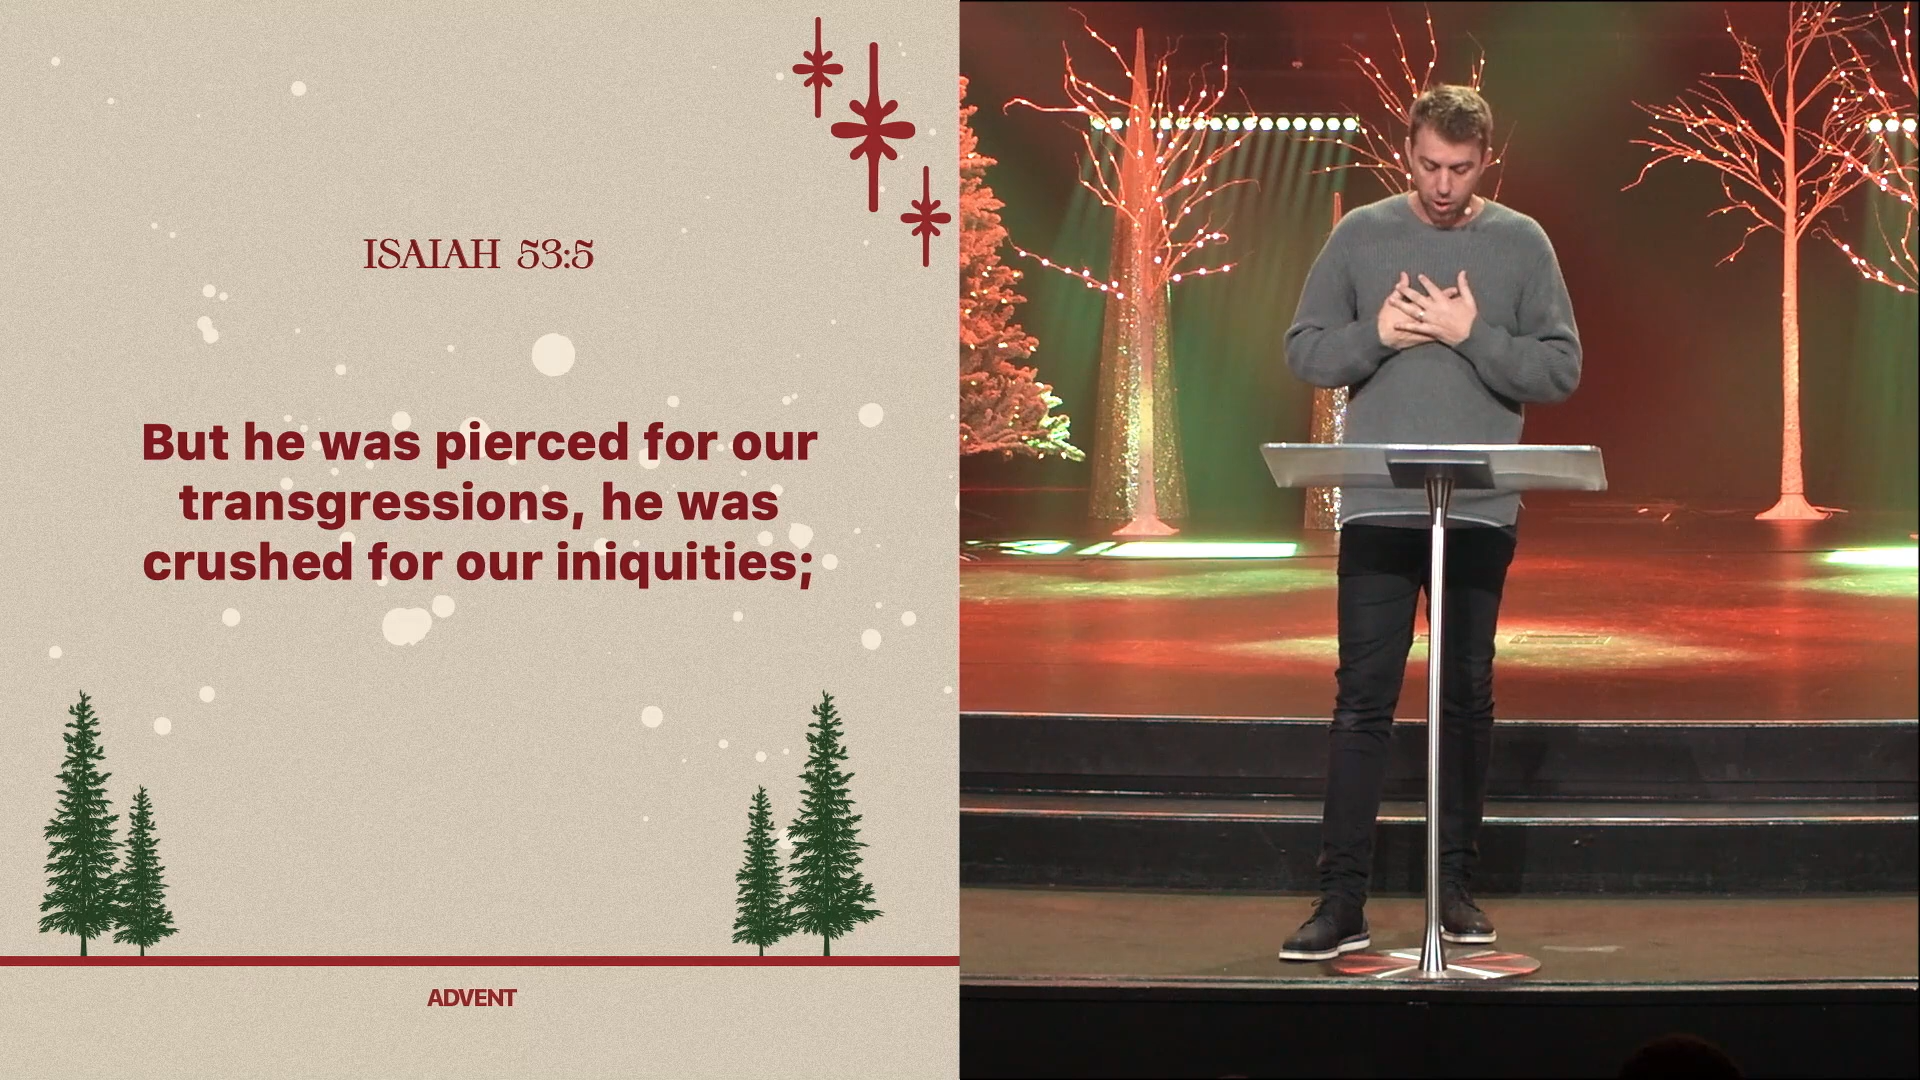 ISAIAH 53:5
But he was pierced for our
transgressions, he was
crushed for our iniquities;
ADVENT